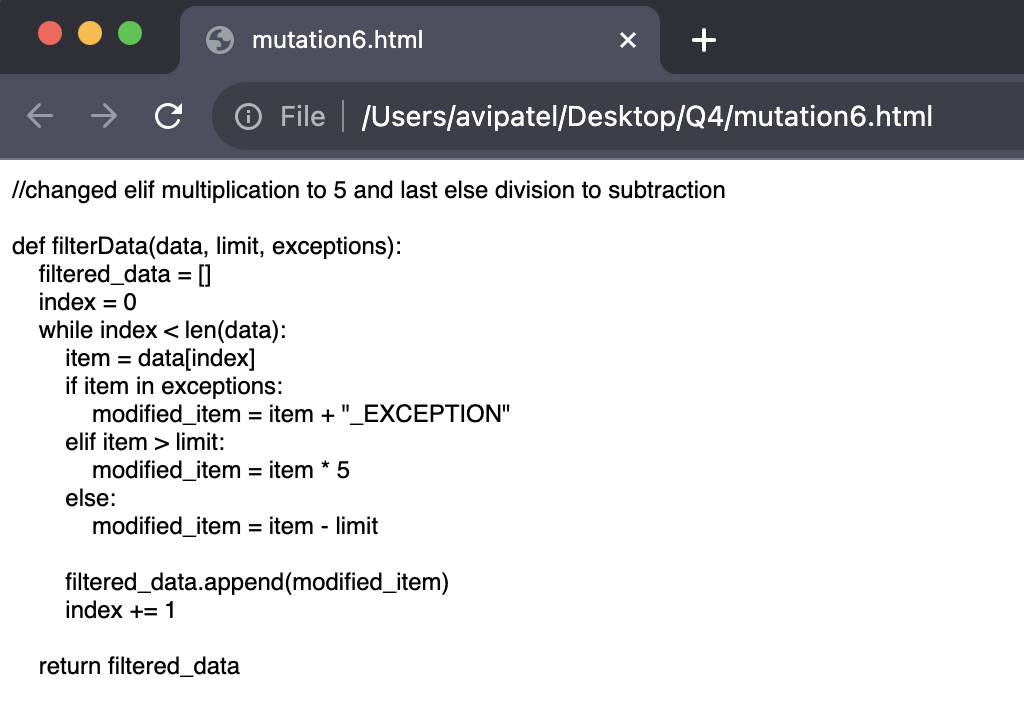 mutation6.html
File /Users/avipatel/Desktop/Q4/mutation6.html
//changed elif multiplication to 5 and last else division to subtraction
def filterData(data, limit, exceptions):
    filtered_data = []
    index = 0
    while index < len(data):
        item = data[index]
        if item in exceptions:
            modified_item = item + "_EXCEPTION"
        elif item > limit:
            modified_item = item * 5
        else:
            modified_item = item - limit
        filtered_data.append(modified_item)
        index += 1
    return filtered_data